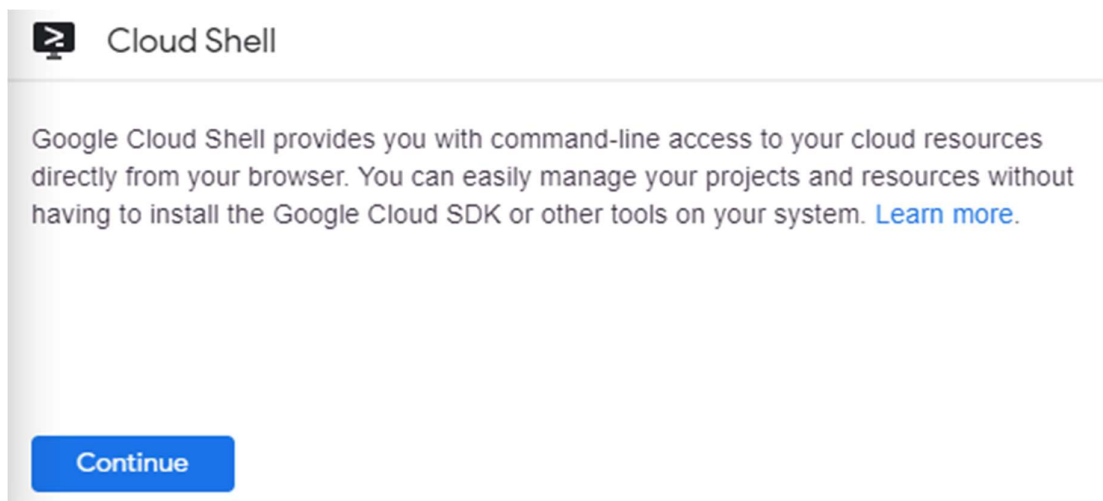 Cloud Shell
Google Cloud Shell provides you with command-line access to your cloud resources
directly from your browser. You can easily manage your projects and resources without
having to install the Google Cloud SDK or other tools on your system. Learn more.
Continue